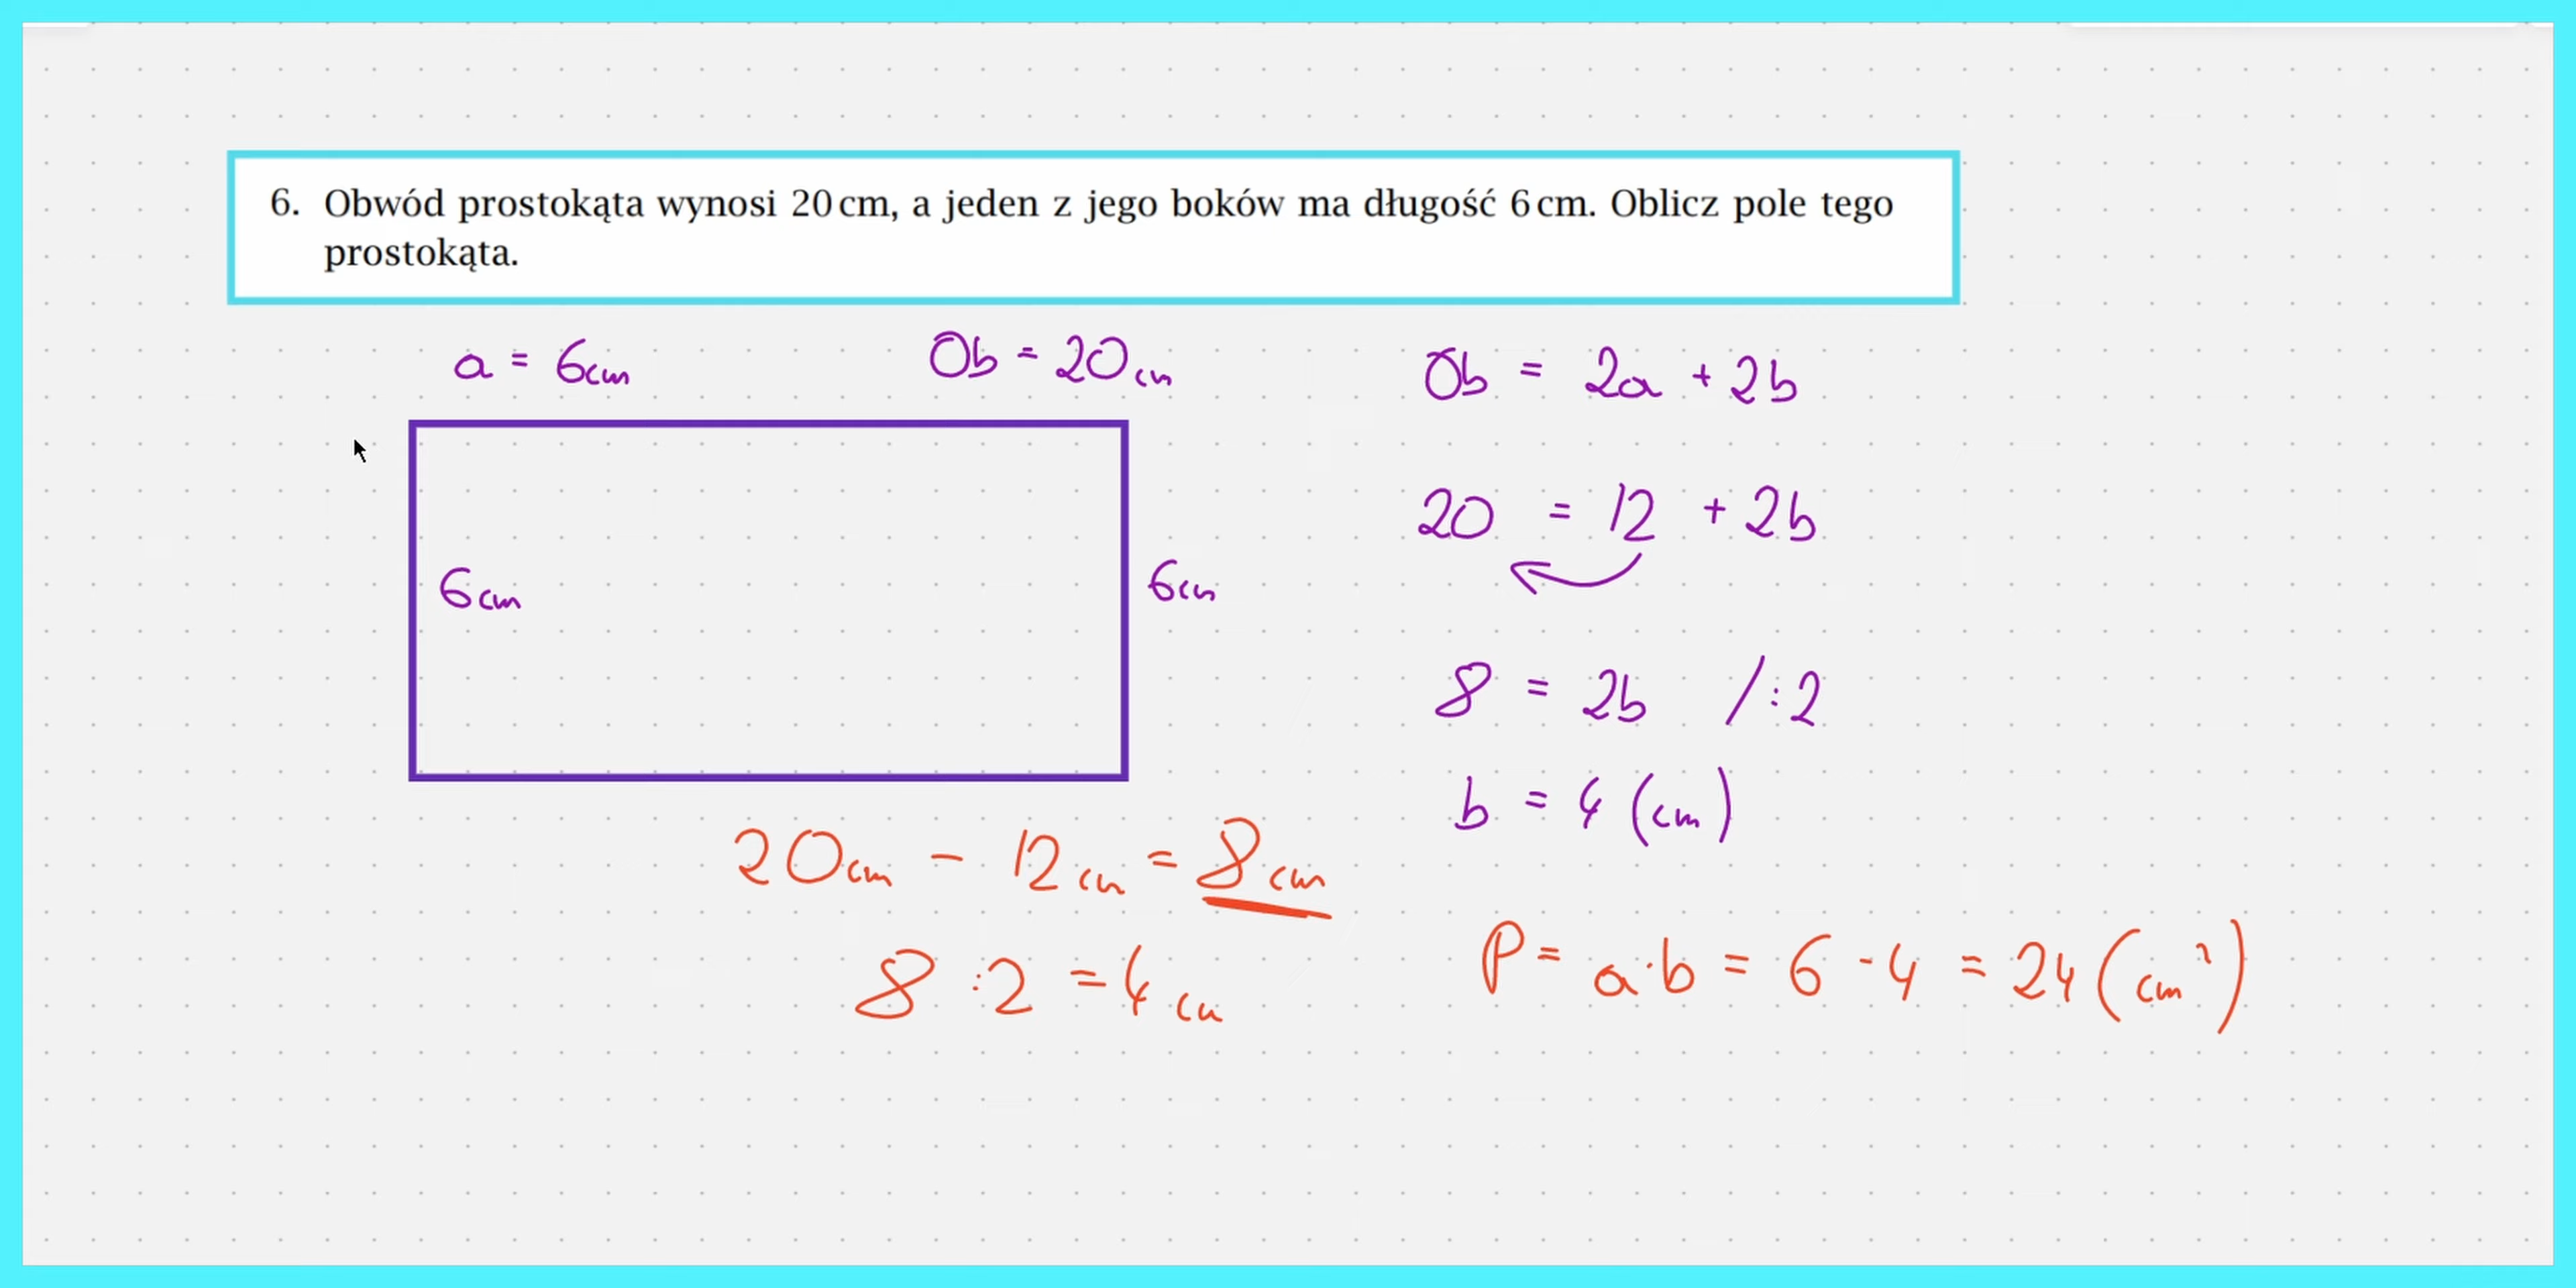 6. Obwód prostokąta wynosi 20 cm, a jeden z jego boków ma długość 6 cm. Oblicz pole tego
prostokąta.
a = 6cm
Ob = 20cm
6cm
6cm
20cm - 12cm = 8cm
8 :2 = 4cm
Ob = 2a + 2b
20 = 12 + 2b
8 = 2b /:2
b = 4 (cm)
P = a·b = 6 · 4 = 24 (cm²)